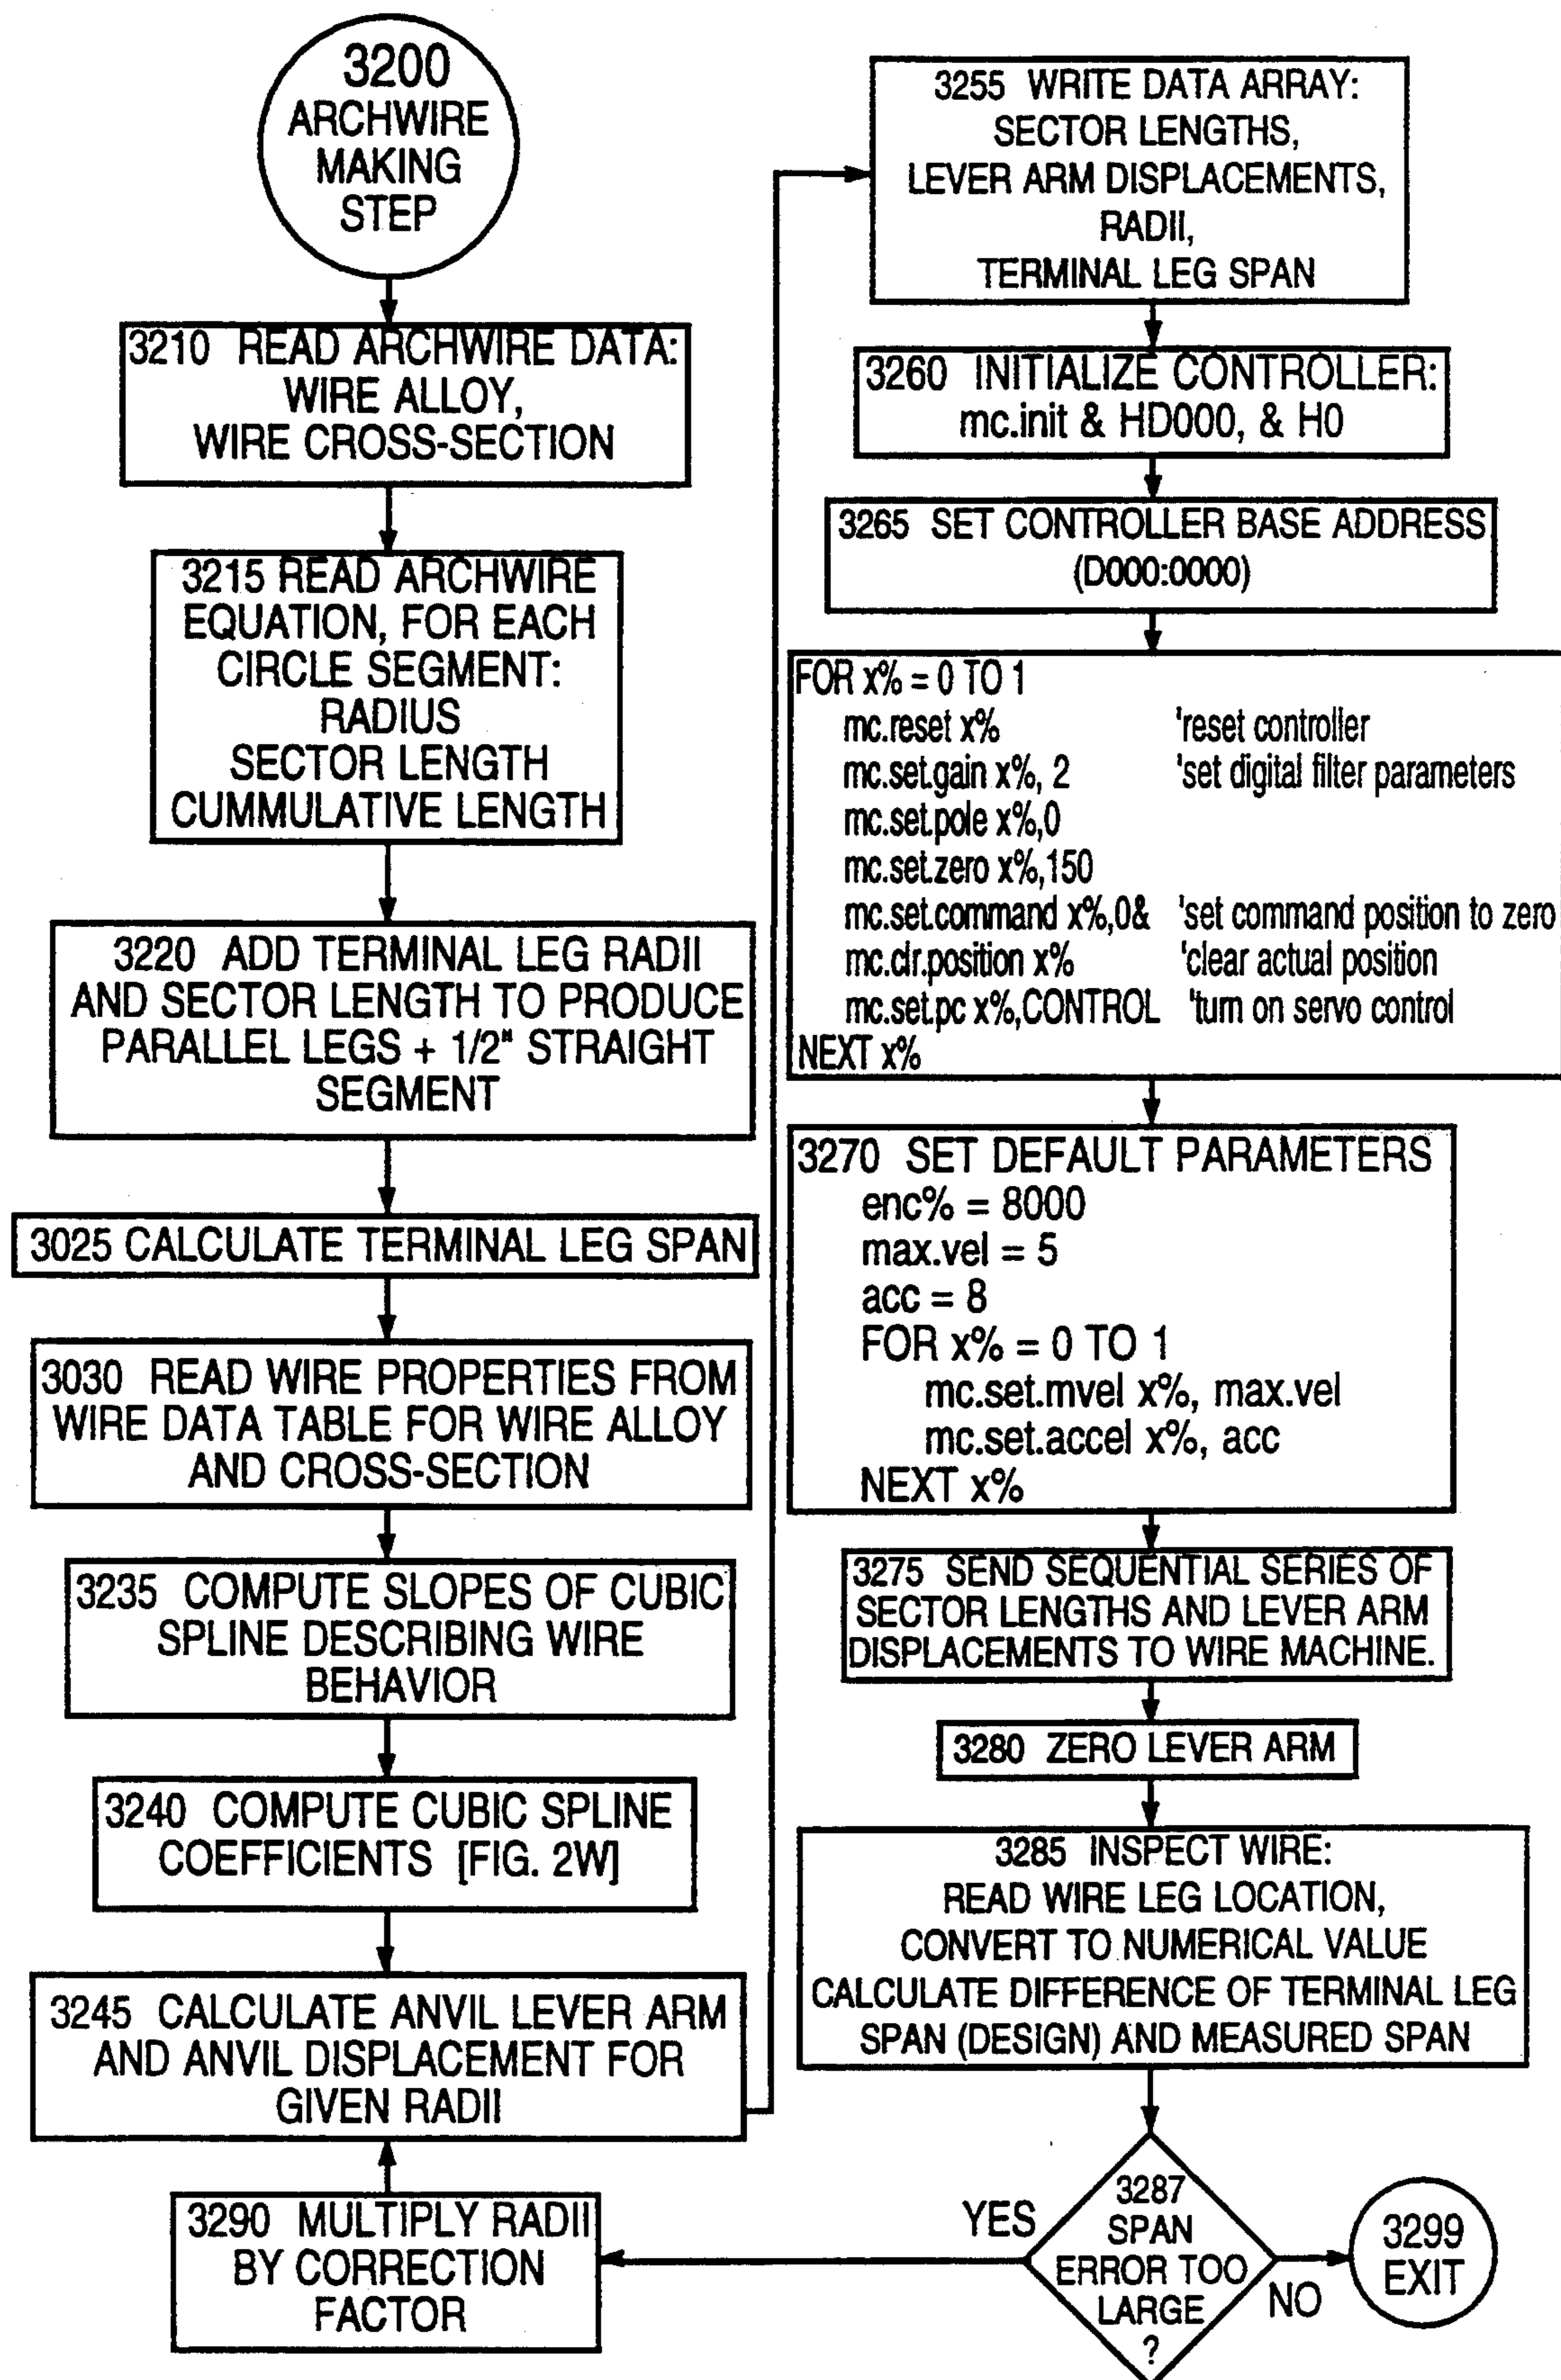 3200
ARCHWIRE
MAKING
STEP
3210 READ ARCHWIRE DATA:
WIRE ALLOY,
WIRE CROSS-SECTION
3215 READ ARCHWIRE
EQUATION, FOR EACH
CIRCLE SEGMENT:
RADIUS
SECTOR LENGTH
CUMMULATIVE LENGTH
3220 ADD TERMINAL LEG RADII
AND SECTOR LENGTH TO PRODUCE
PARALLEL LEGS + 1/2" STRAIGHT
SEGMENT
3025 CALCULATE TERMINAL LEG SPAN
3030 READ WIRE PROPERTIES FROM
WIRE DATA TABLE FOR WIRE ALLOY
AND CROSS-SECTION
3235 COMPUTE SLOPES OF CUBIC
SPLINE DESCRIBING WIRE
BEHAVIOR
3240 COMPUTE CUBIC SPLINE
COEFFICIENTS [FIG. 2W]
3245 CALCULATE ANVIL LEVER ARM
AND ANVIL DISPLACEMENT FOR
GIVEN RADII
3290 MULTIPLY RADII
BY CORRECTION
FACTOR
3255 WRITE DATA ARRAY:
SECTOR LENGTHS,
LEVER ARM DISPLACEMENTS,
RADII,
TERMINAL LEG SPAN
3260 INITIALIZE CONTROLLER:
mc.init & HD000, & H0
3265 SET CONTROLLER BASE ADDRESS
(D000:0000)
FOR x% = 0 TO 1
mc.reset x% 'reset controller
mc.set.gain x%, 2 'set digital filter parameters
mc.set.pole x%,0
mc.set.zero x%,150
mc.set.command x%,0& 'set command position to zero
mc.clr.position x% 'clear actual position
mc.set.pc x%,CONTROL 'turn on servo control
NEXT x%
3270 SET DEFAULT PARAMETERS
enc% = 8000
max.vel = 5
acc = 8
FOR x% = 0 TO 1
mc.set.mvel x%, max.vel
mc.set.accel x%, acc
NEXT x%
3275 SEND SEQUENTIAL SERIES OF
SECTOR LENGTHS AND LEVER ARM
DISPLACEMENTS TO WIRE MACHINE.
3280 ZERO LEVER ARM
3285 INSPECT WIRE:
READ WIRE LEG LOCATION,
CONVERT TO NUMERICAL VALUE
CALCULATE DIFFERENCE OF TERMINAL LEG
SPAN (DESIGN) AND MEASURED SPAN
3287
SPAN
ERROR TOO
LARGE
?
YES
NO
3299
EXIT